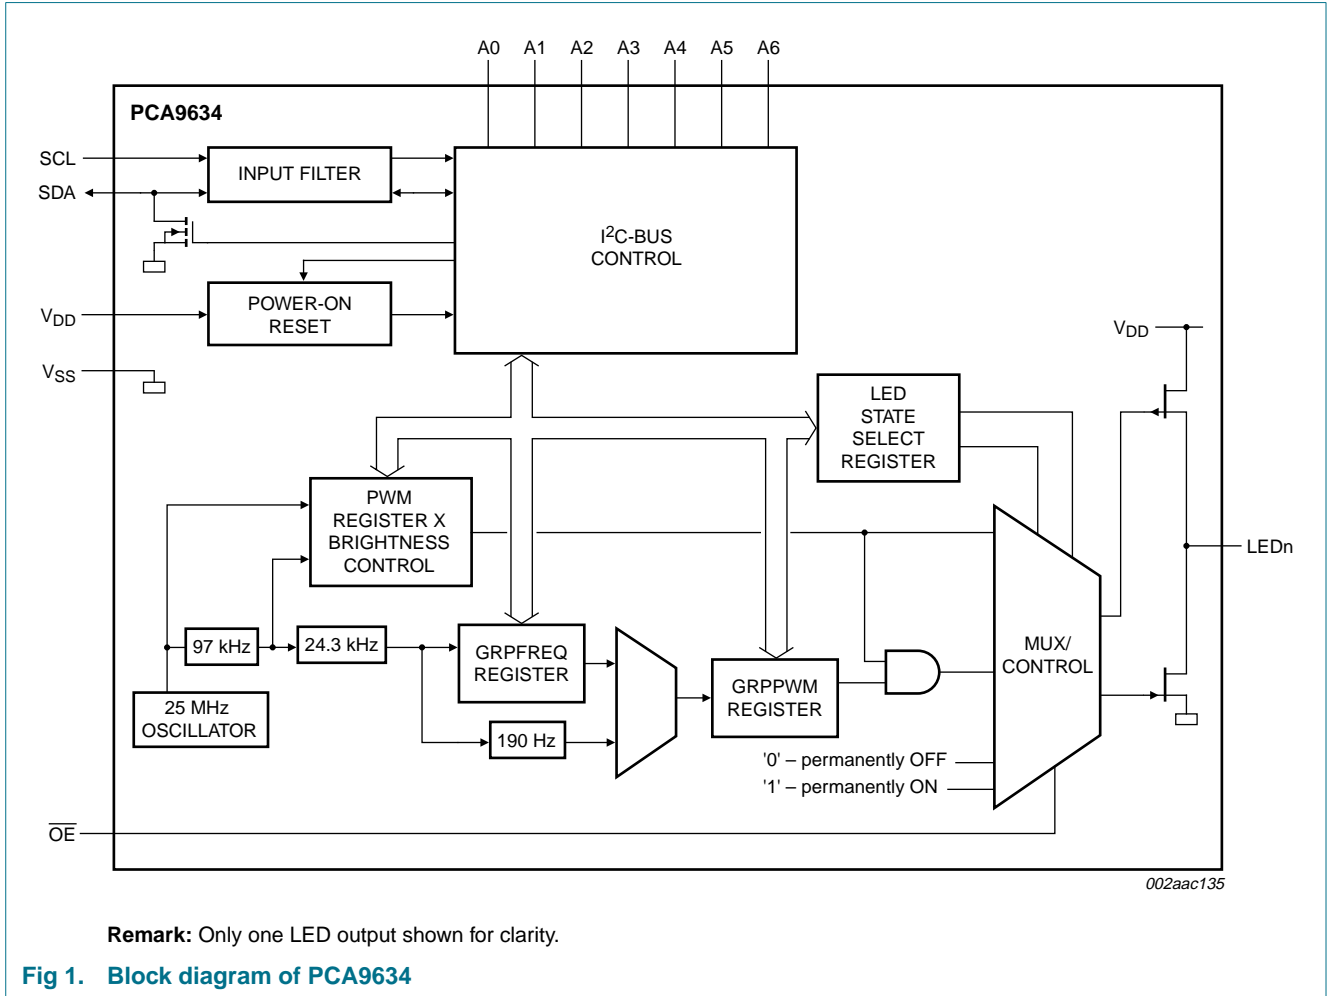 A0 A1 A2 A3 A4 A5 A6
PCA9634
SCL
SDA
INPUT FILTER
I²C-BUS
CONTROL
POWER-ON
RESET
VDD
VSS
VDD
LED
STATE
SELECT
REGISTER
PWM
REGISTER X
BRIGHTNESS
CONTROL
LEDn
97 kHz
24.3 kHz
GRPFREQ
REGISTER
MUX/
CONTROL
GRPPWM
REGISTER
25 MHz
OSCILLATOR
190 Hz
'0' – permanently OFF
'1' – permanently ON
O̅E̅
002aac135
Remark: Only one LED output shown for clarity.
Fig 1. Block diagram of PCA9634